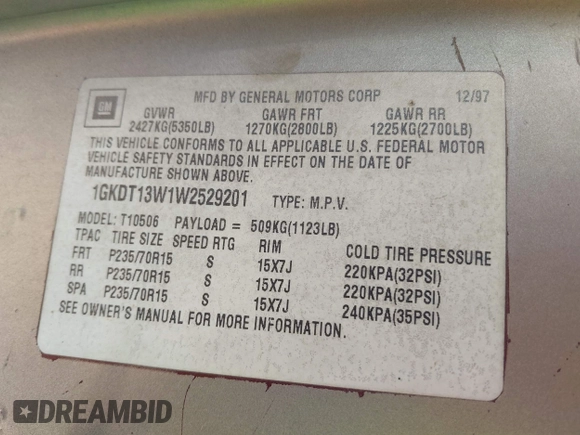 GM
MFD BY GENERAL MOTORS CORP 12/97
GVWR GAWR FRT GAWR RR
2427KG(5350LB) 1270KG(2800LB) 1225KG(2700LB)
THIS VEHICLE CONFORMS TO ALL APPLICABLE U.S. FEDERAL MOTOR
VEHICLE SAFETY STANDARDS IN EFFECT ON THE DATE OF
MANUFACTURE SHOWN ABOVE.
1GKDT13W1W2529201 TYPE: M.P.V.
MODEL: T10506 PAYLOAD = 509KG(1123LB)
TPAC TIRE SIZE SPEED RTG RIM COLD TIRE PRESSURE
FRT P235/70R15 S 15X7J 220KPA(32PSI)
RR P235/70R15 S 15X7J 220KPA(32PSI)
SPA P235/70R15 S 15X7J 240KPA(35PSI)
SEE OWNER'S MANUAL FOR MORE INFORMATION.
DREAMBID